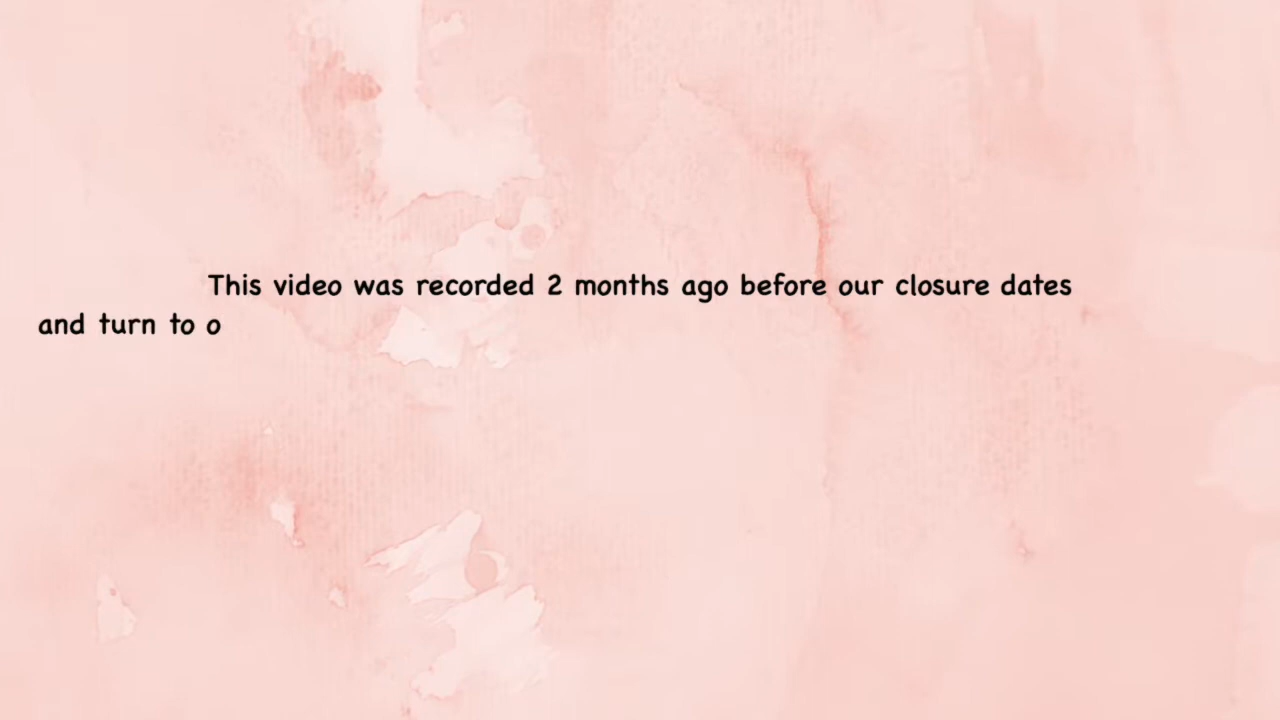 This video was recorded 2 months ago before our closure dates
and turn to o